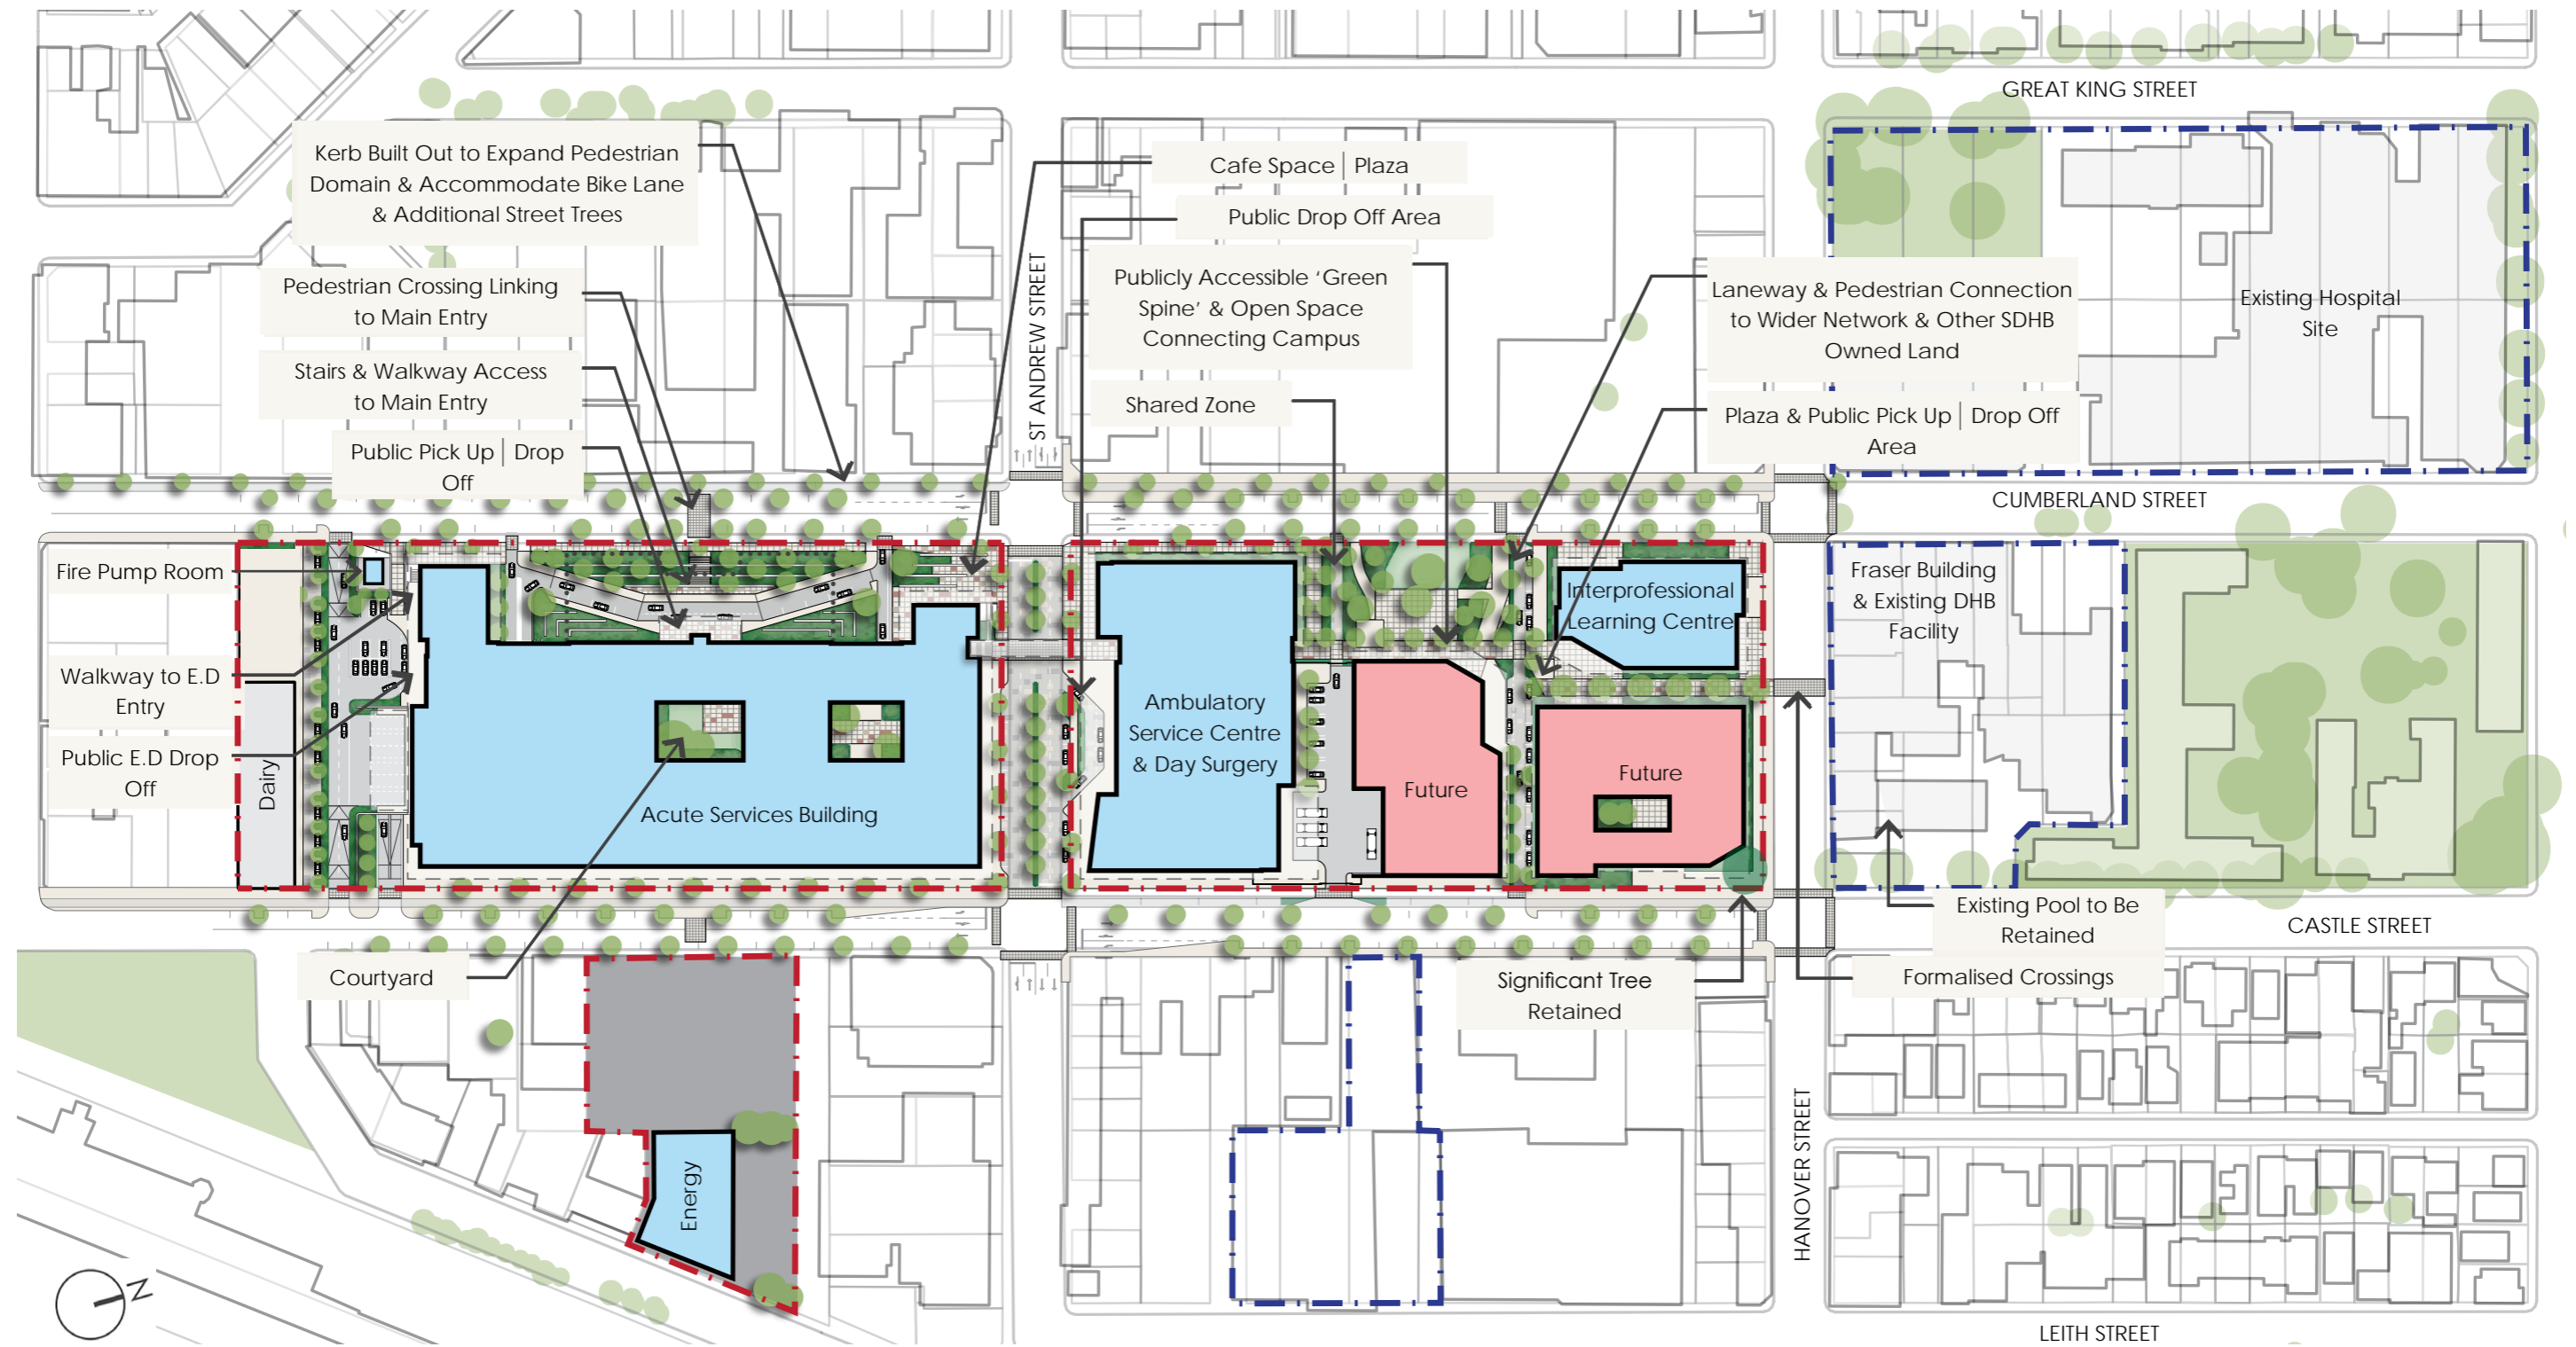 GREAT KING STREET
Kerb Built Out to Expand Pedestrian
Domain & Accommodate Bike Lane
& Additional Street Trees
Cafe Space | Plaza
Public Drop Off Area
Pedestrian Crossing Linking
to Main Entry
Publicly Accessible ‘Green
Spine’ & Open Space
Connecting Campus
Laneway & Pedestrian Connection
to Wider Network & Other SDHB
Owned Land
Existing Hospital
Site
ST ANDREW STREET
Stairs & Walkway Access
to Main Entry
Shared Zone
Plaza & Public Pick Up | Drop Off
Area
Public Pick Up | Drop
Off
CUMBERLAND STREET
Fire Pump Room
Interprofessional
Learning Centre
Fraser Building
& Existing DHB
Facility
Walkway to E.D
Entry
Public E.D Drop
Off
Dairy
Acute Services Building
Ambulatory
Service Centre
& Day Surgery
Future
Future
Existing Pool to Be
Retained
CASTLE STREET
Courtyard
Significant Tree
Retained
Formalised Crossings
Energy
HANOVER STREET
N
LEITH STREET